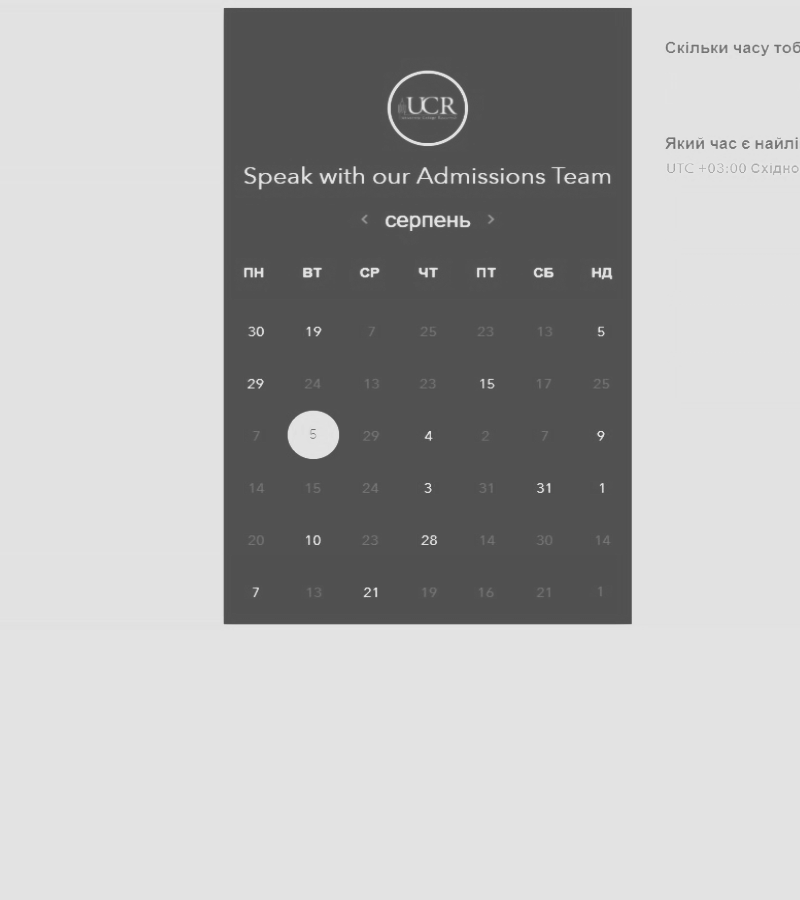 UCR
Speak with our Admissions Team
‹ серпень ›
ПН ВТ СР ЧТ ПТ СБ НД
30 19 7 25 23 13 5
29 24 13 23 15 17 25
7 5 29 4 2 7 9
14 15 24 3 31 31 1
20 10 23 28 14 30 14
7 13 21 19 16 21 1
Скільки часу тоб
Який час є найлі
UTC +03:00 Східно